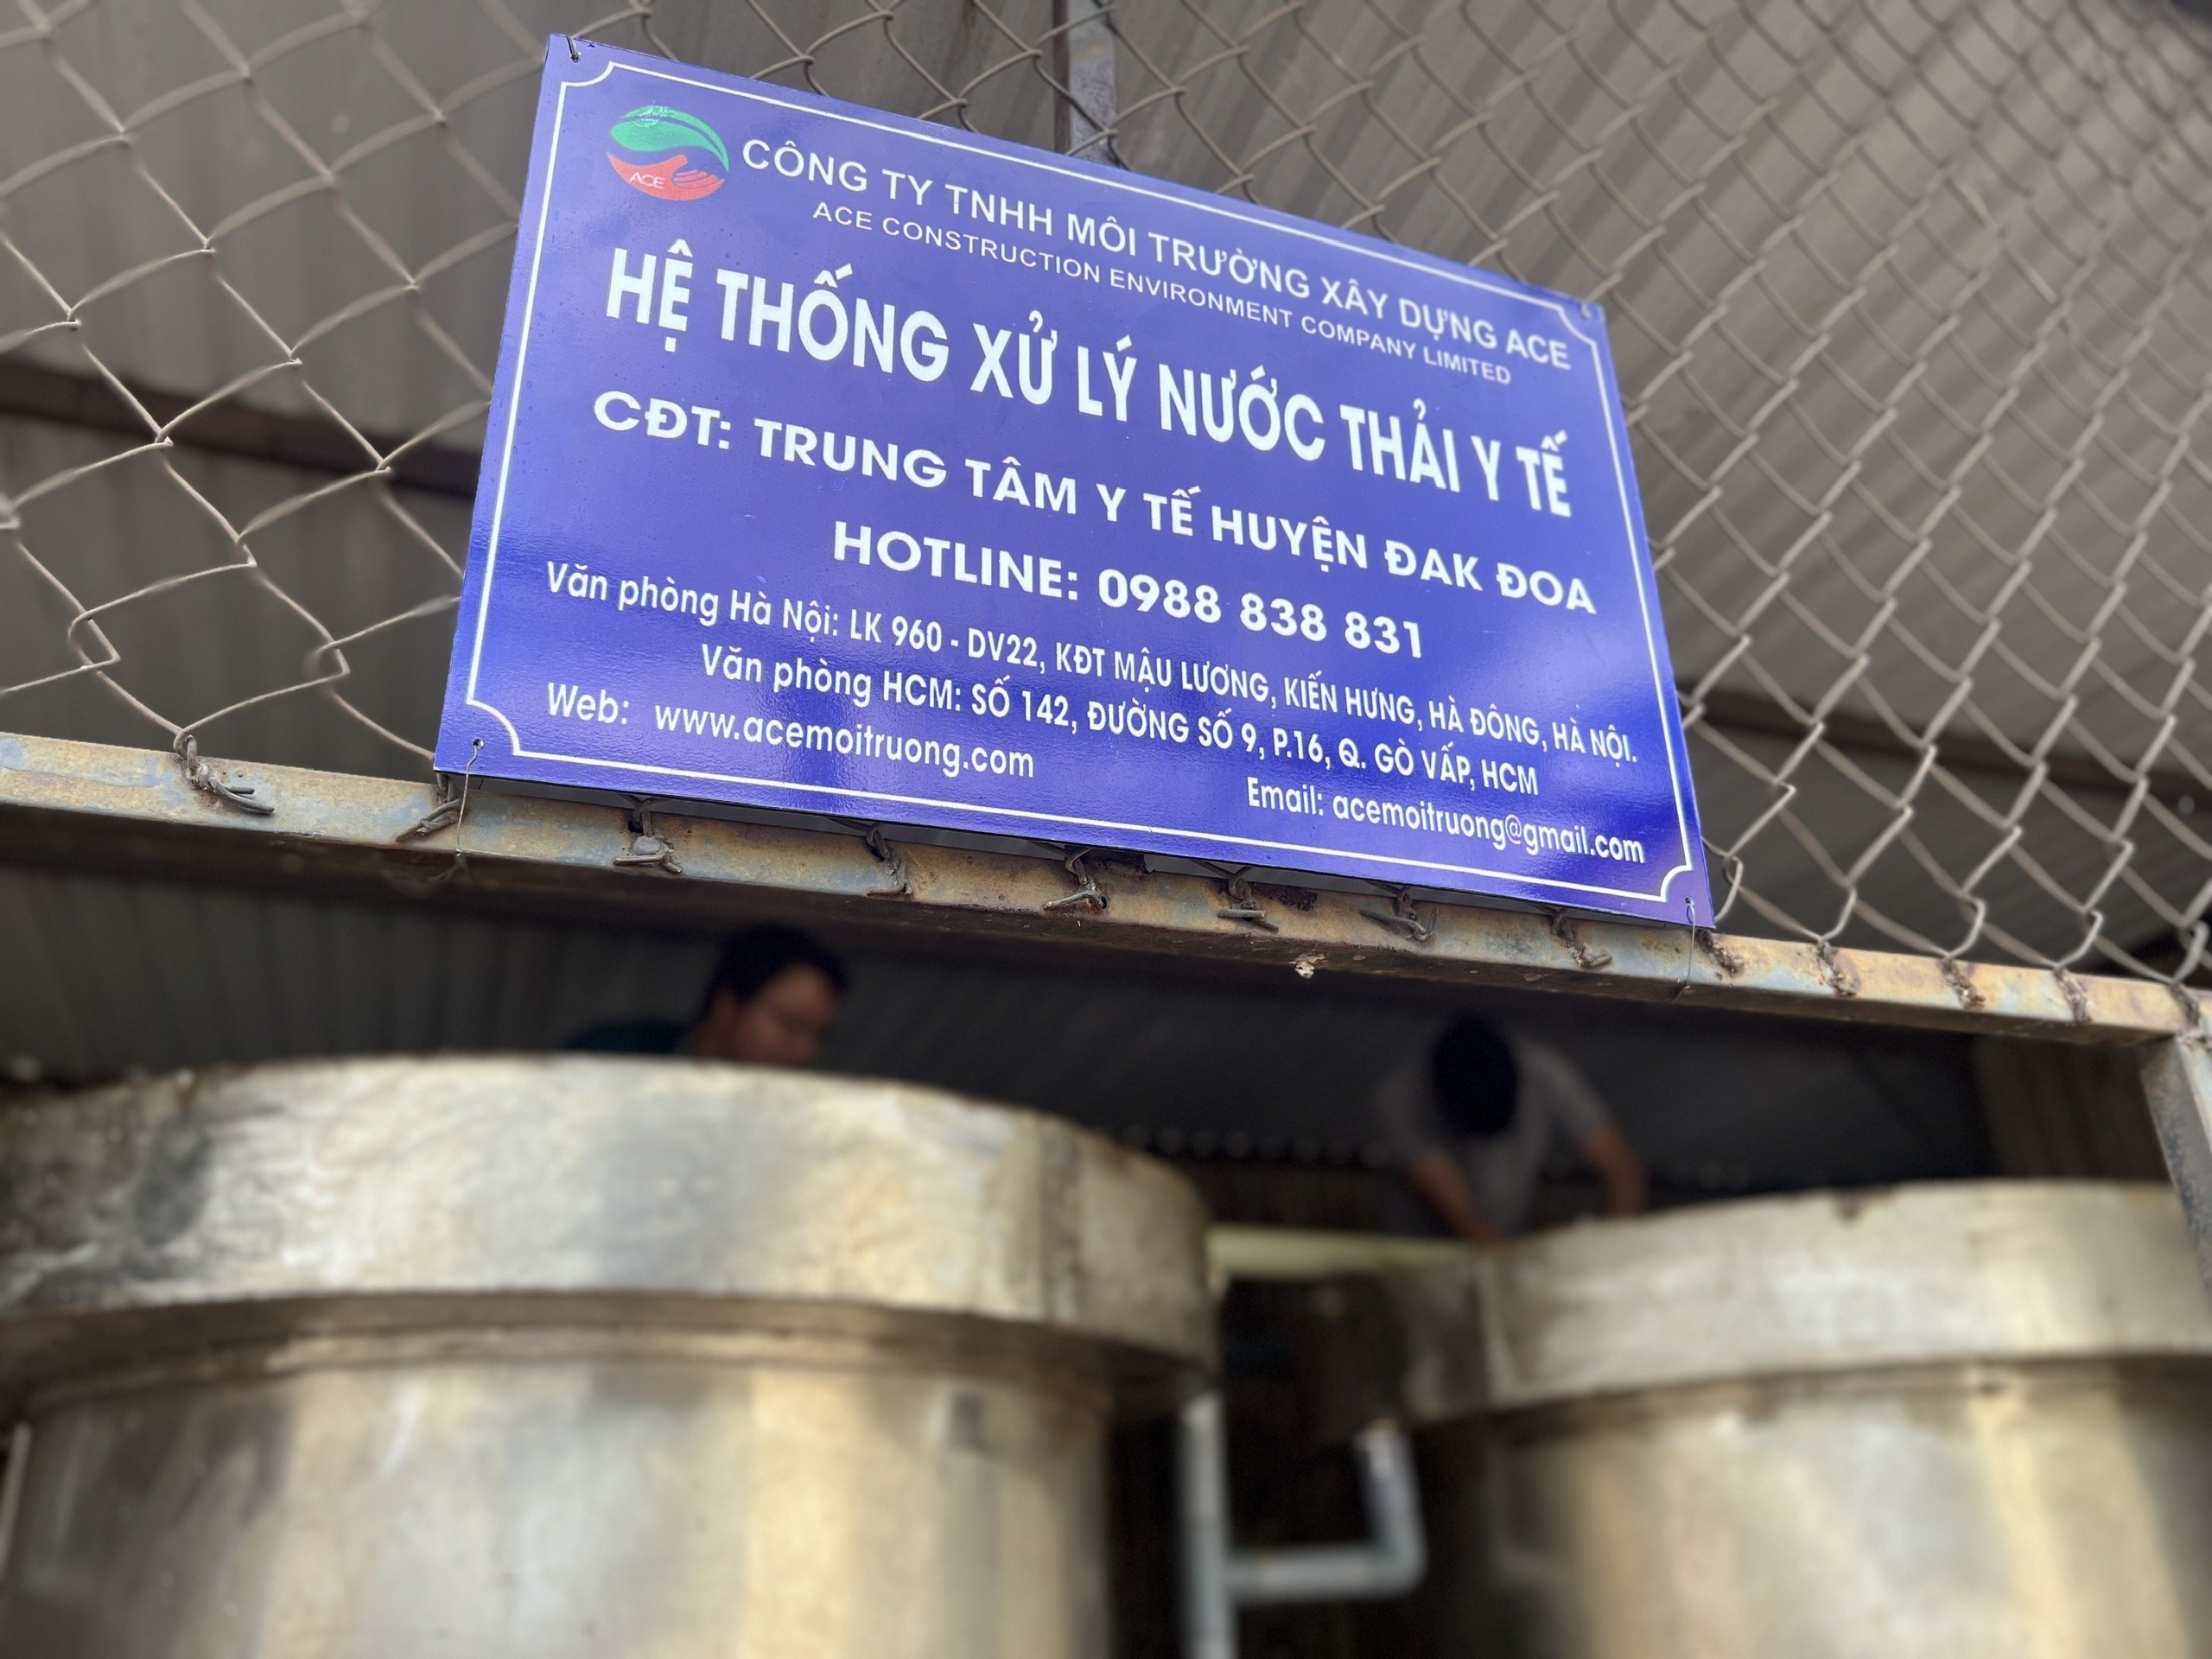 ACE
CÔNG TY TNHH MÔI TRƯỜNG XÂY DỰNG ACE
ACE CONSTRUCTION ENVIRONMENT COMPANY LIMITED
HỆ THỐNG XỬ LÝ NƯỚC THẢI Y TẾ
CĐT: TRUNG TÂM Y TẾ HUYỆN ĐAK ĐOA
HOTLINE: 0988 838 831
Văn phòng Hà Nội: LK 960 - DV22, KĐT MẬU LƯƠNG, KIẾN HƯNG, HÀ ĐÔNG, HÀ NỘI.
Văn phòng HCM: SỐ 142, ĐƯỜNG SỐ 9, P.16, Q. GÒ VẤP, HCM
Web: www.acemoitruong.com
Email: acemoitruong@gmail.com